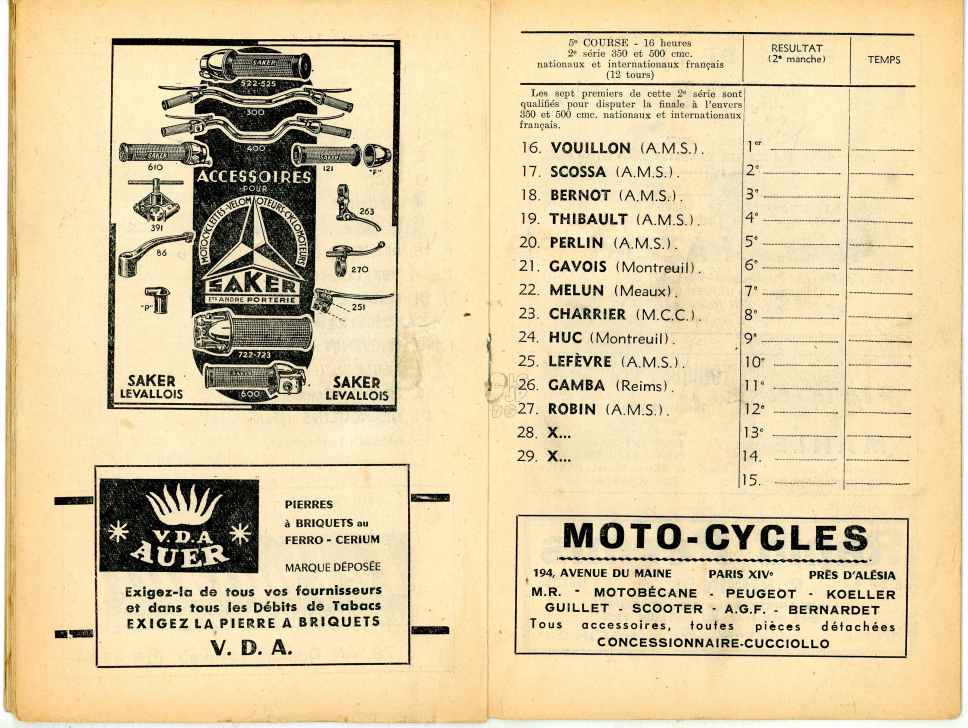 SAKER
522-525
300
400
SAKER
610
SAKER
121
"F"
ACCESSOIRES
POUR
MOTOCYCLETTES-VELOMOTEURS-CYCLOMOTEURS
391
263
86
270
SAKER
ETS ANDRE PORTERIE
"P"
251
722-723
600
SAKER
LEVALLOIS
SAKER
LEVALLOIS
V.D.A
AUER
PIERRES
à BRIQUETS au
FERRO - CERIUM
MARQUE DÉPOSÉE
Exigez-la de tous vos fournisseurs
et dans tous les Débits de Tabacs
EXIGEZ LA PIERRE A BRIQUETS
V. D. A.
5e COURSE - 16 heures
2e série 350 et 500 cmc.
nationaux et internationaux français
(12 tours)
RESULTAT
(2e manche)
TEMPS
Les sept premiers de cette 2e série sont
qualifiés pour disputer la finale à l'envers
350 et 500 cmc. nationaux et internationaux
français.
16. VOUILLON (A.M.S.). 1er
17. SCOSSA (A.M.S.). 2e
18. BERNOT (A.M.S.). 3e
19. THIBAULT (A.M.S.). 4e
20. PERLIN (A.M.S.). 5e
21. GAVOIS (Montreuil). 6e
22. MELUN (Meaux). 7e
23. CHARRIER (M.C.C.). 8e
24. HUC (Montreuil). 9e
25. LEFÈVRE (A.M.S.). 10e
26. GAMBA (Reims). 11e
27. ROBIN (A.M.S.). 12e
28. X... 13e
29. X... 14.
15.
MOTO-CYCLES
194, AVENUE DU MAINE PARIS XIVe PRÈS D'ALÉSIA
M.R. - MOTOBÉCANE - PEUGEOT - KOELLER
GUILLET - SCOOTER - A.G.F. - BERNARDET
Tous accessoires, toutes pièces détachées
CONCESSIONNAIRE-CUCCIOLLO